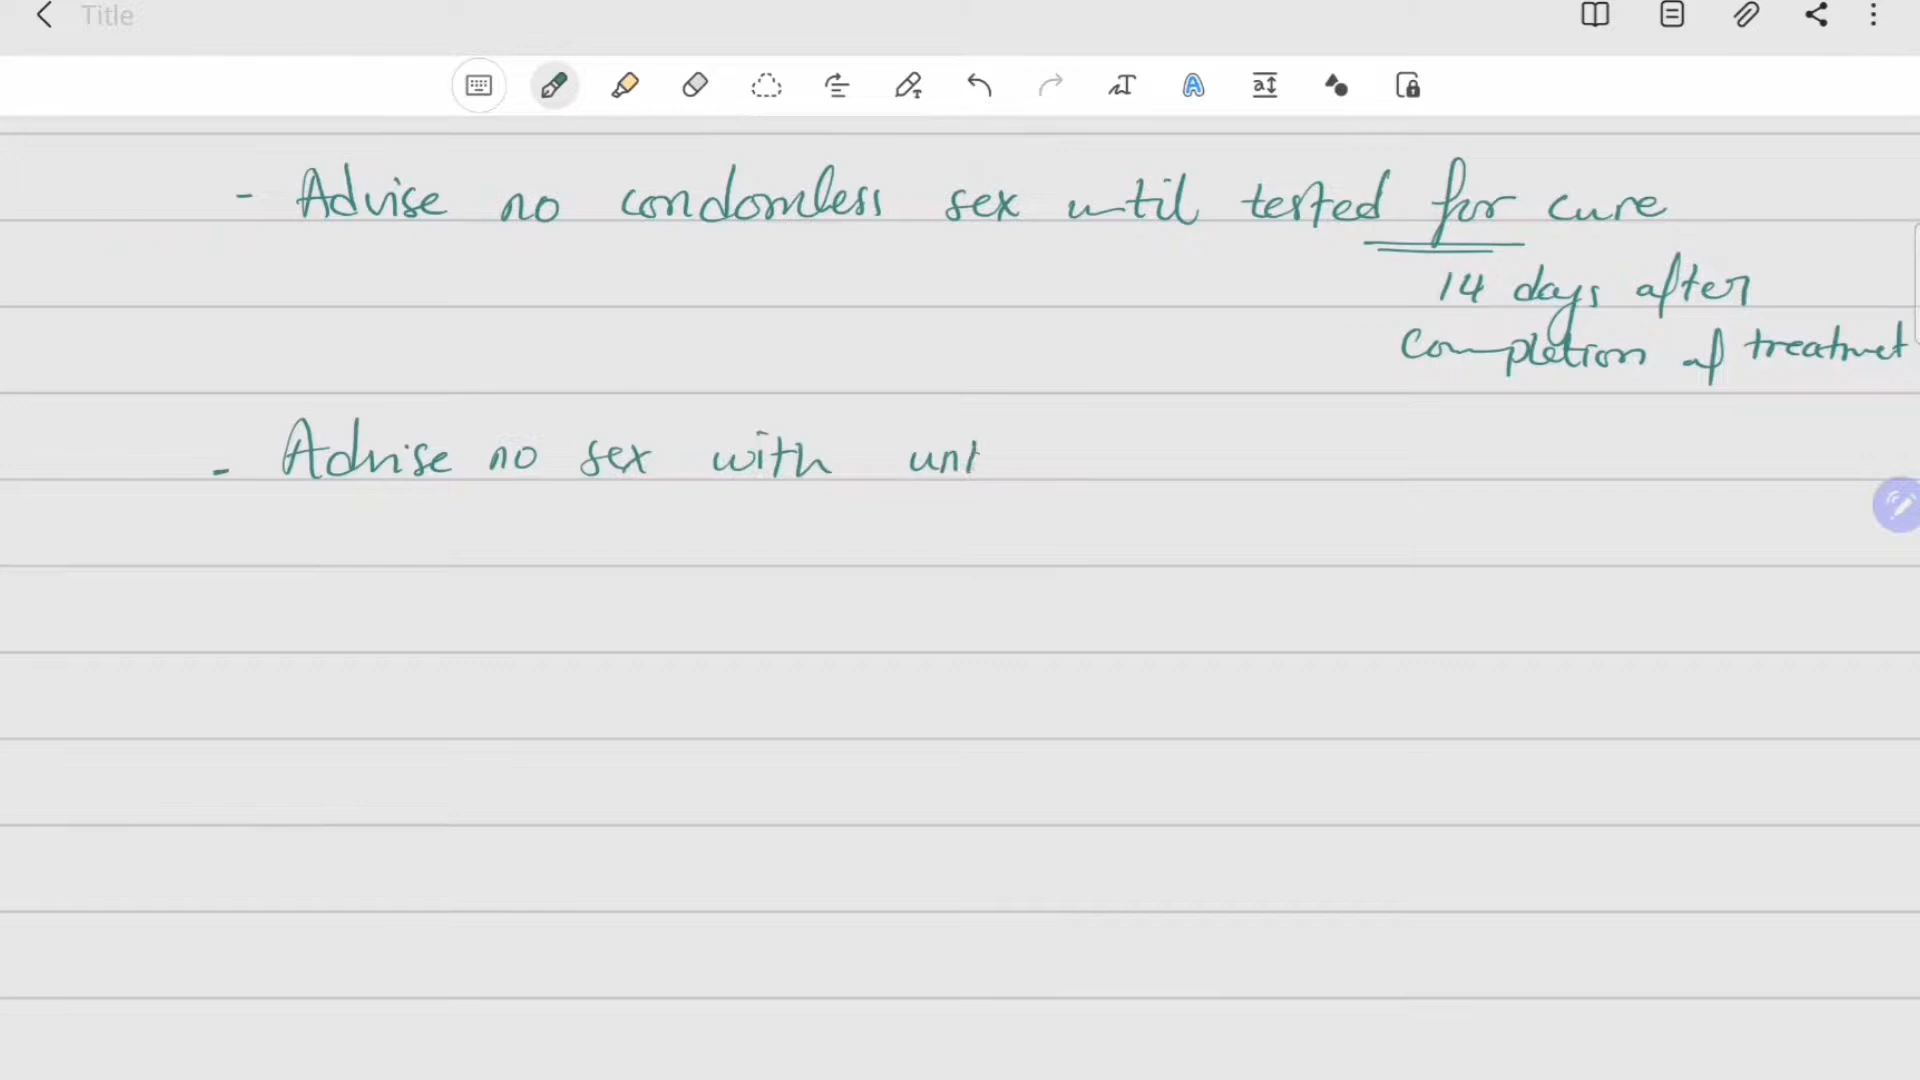 Title
- Advise no condomless sex until tested for cure
14 days after
completion of treatmet
- Advise no sex with unt